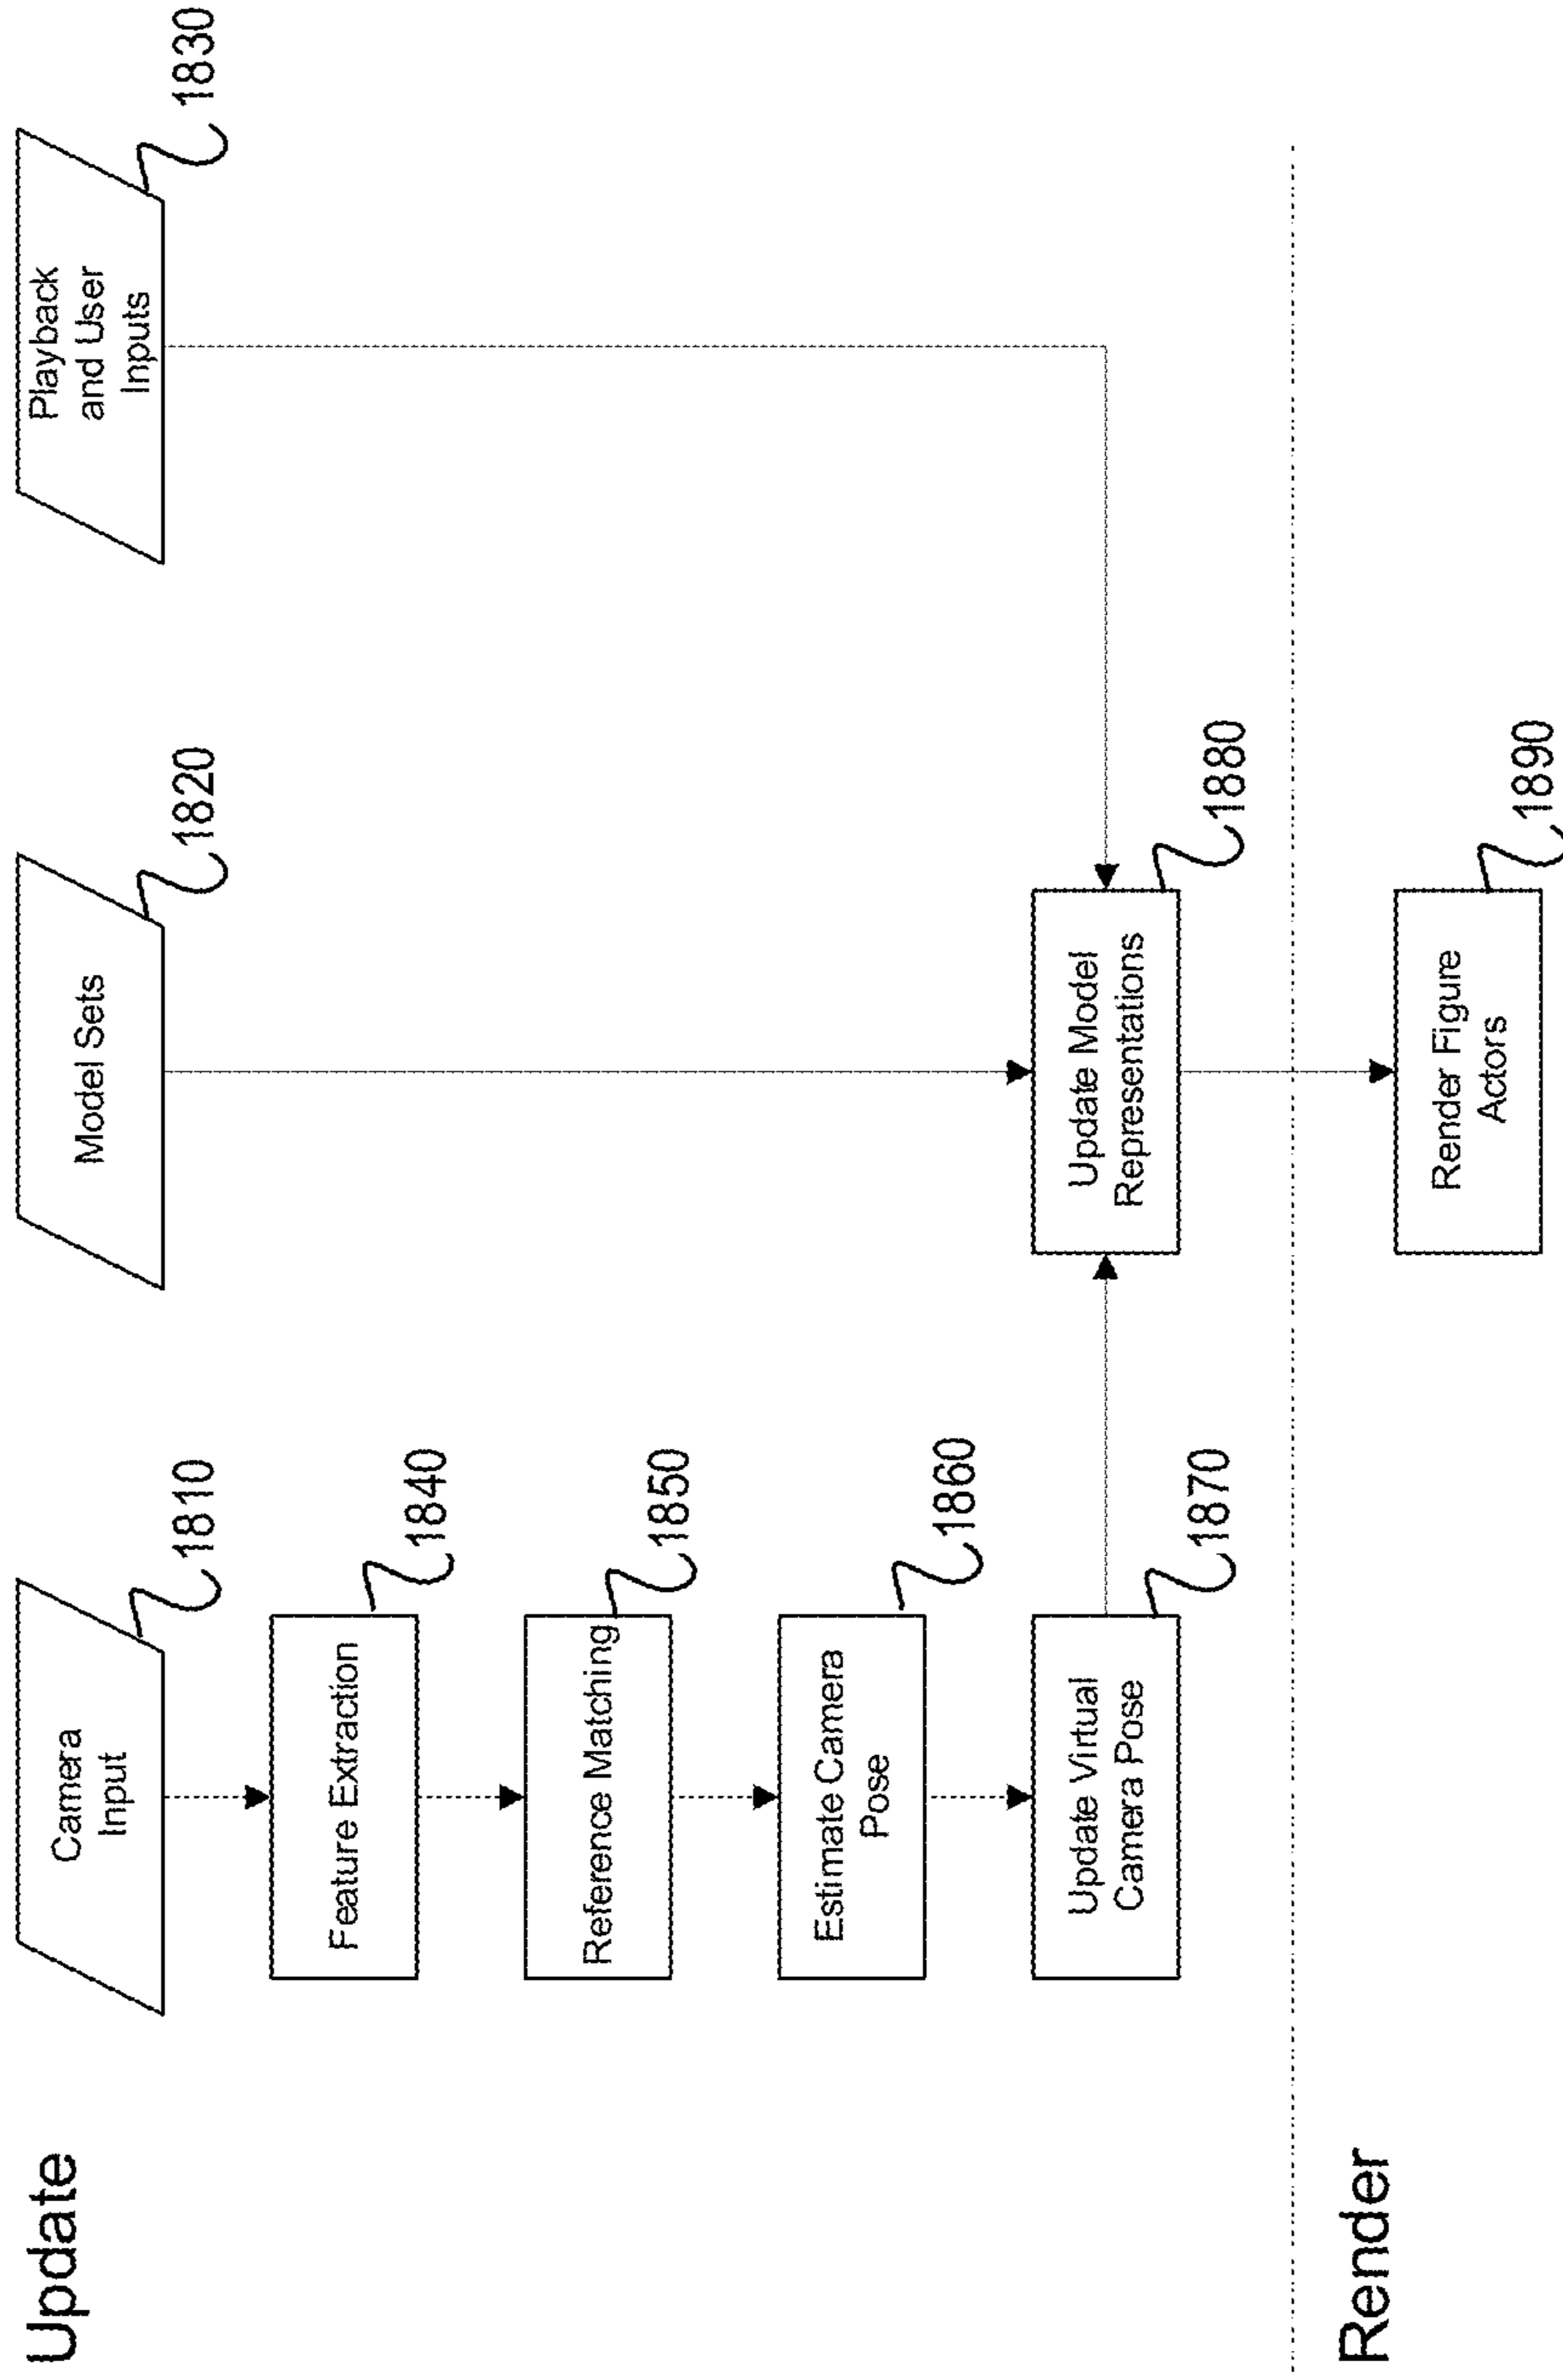 Update
Camera
Input
1810
Model Sets
1820
Playback
and User
Inputs
1830
Feature Extraction
1840
Reference Matching
1850
Estimate Camera
Pose
1860
Update Virtual
Camera Pose
1870
Update Model
Representations
1880
Render
Render Figure
Actors
1890